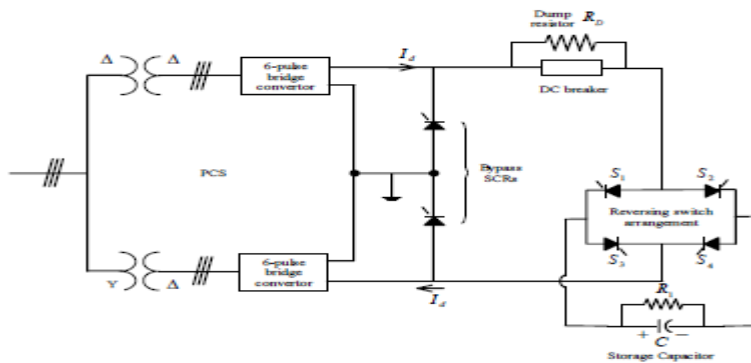 Dump
resistor R_D
Δ Δ
6-pulse
bridge
convertor
I_d
DC breaker
PCS
Bypass
SCRs
S_1 S_2
Reversing switch
arrangement
S_3 S_4
6-pulse
bridge
convertor
Y Δ
I_d
R_1
+ C −
Storage Capacitor